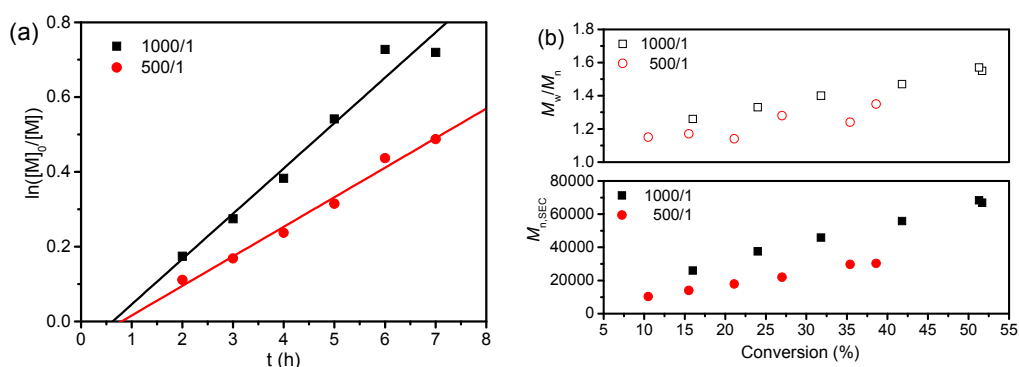 (a)
1000/1
500/1
0.8
0.6
0.4
0.2
0.0
ln([M]0/[M])
0 1 2 3 4 5 6 7 8
t (h)
(b)
1000/1
500/1
1.8
1.6
1.4
1.2
1.0
Mw/Mn
1000/1
500/1
80000
60000
40000
20000
0
Mn,SEC
5 10 15 20 25 30 35 40 45 50 55
Conversion (%)